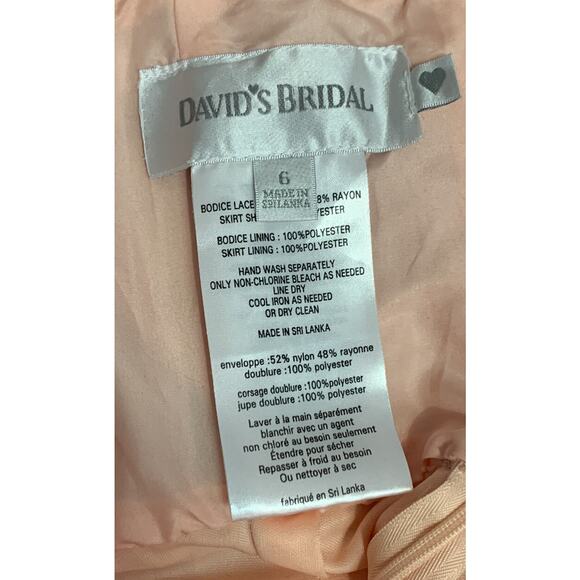 DAVID'S BRIDAL
6
MADE IN
SRI LANKA
BODICE LACE 8% RAYON
SKIRT SH YESTER
BODICE LINING : 100%POLYESTER
SKIRT LINING : 100%POLYESTER
HAND WASH SEPARATELY
ONLY NON-CHLORINE BLEACH AS NEEDED
LINE DRY
COOL IRON AS NEEDED
OR DRY CLEAN
MADE IN SRI LANKA
enveloppe :52% nylon 48% rayonne
doublure :100% polyester
corsage doublure :100%polyester
jupe doublure :100% polyester
Laver à la main séparément
blanchir avec un agent
non chloré au besoin seulement
Étendre pour sécher
Repasser à froid au besoin
Ou nettoyer à sec
fabriqué en Sri Lanka